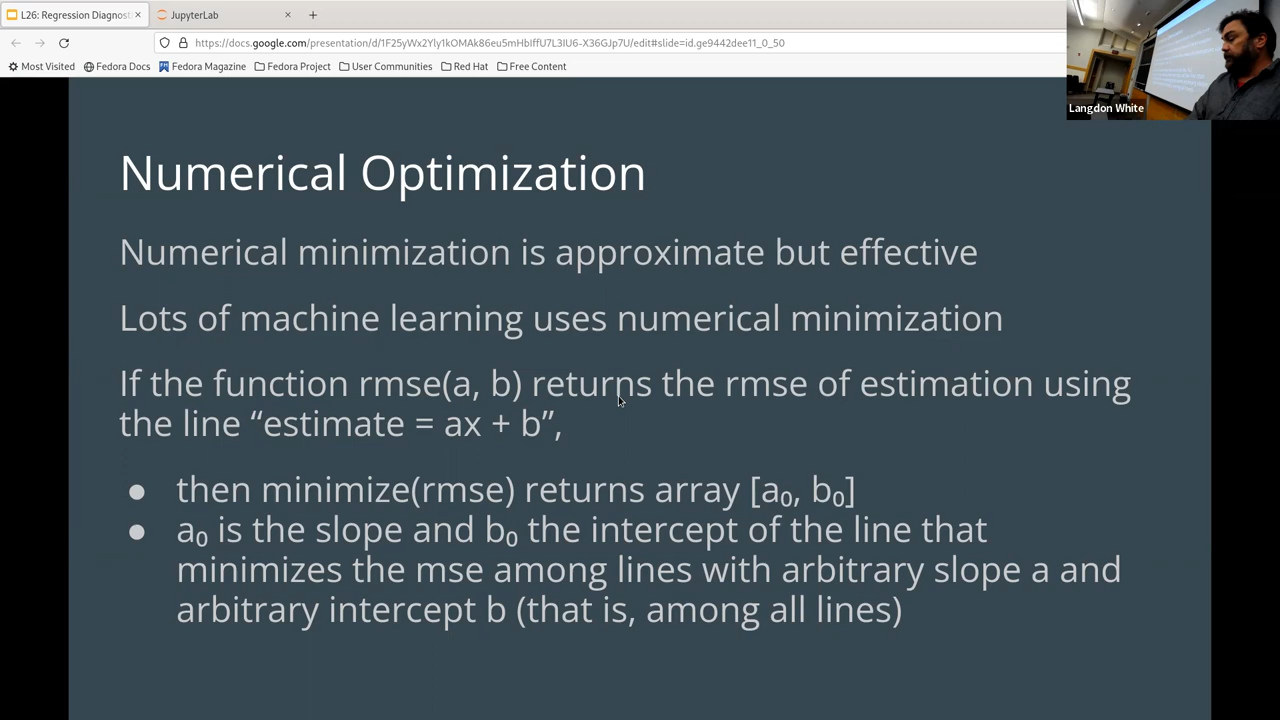 L26: Regression Diagnost
JupyterLab
https://docs.google.com/presentation/d/1F25yWx2Yly1kOMAk86eu5mHbIffU7L3IU6-X36GJp7U/edit#slide=id.ge9442dee11_0_50
Most Visited
Fedora Docs
Fedora Magazine
Fedora Project
User Communities
Red Hat
Free Content
Langdon White
Numerical Optimization
Numerical minimization is approximate but effective
Lots of machine learning uses numerical minimization
If the function rmse(a, b) returns the rmse of estimation using
the line “estimate = ax + b”,
● then minimize(rmse) returns array [a₀, b₀]
● a₀ is the slope and b₀ the intercept of the line that
minimizes the mse among lines with arbitrary slope a and
arbitrary intercept b (that is, among all lines)